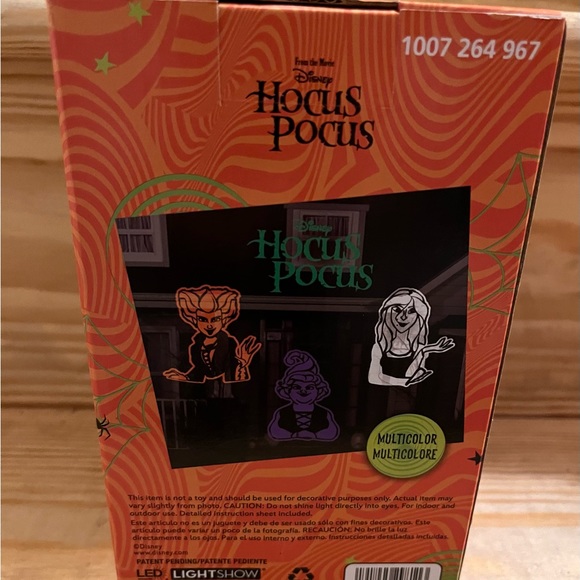 1007 264 967
From the Movie
Disney
HOCUS
POCUS
Disney
HOCUS
POCUS
MULTICOLOR
MULTICOLORE
This item is not a toy and should be used for decorative purposes only. Actual item may
vary slightly from photo. CAUTION: Do not shine light directly into eyes. For indoor and
outdoor use. Detailed instruction sheet included.
Este artículo no es un juguete y debe de ser usado sólo con fines decorativos. Este
artículo puede variar un poco de la fotografía. PRECAUCIÓN: No brille la luz
directamente a los ojos. Para uso interno y externo. Instrucciones detalladas incluidas.
©Disney
www.disney.com
PATENT PENDING/PATENTE PEDIENTE
LED LIGHTSHOW